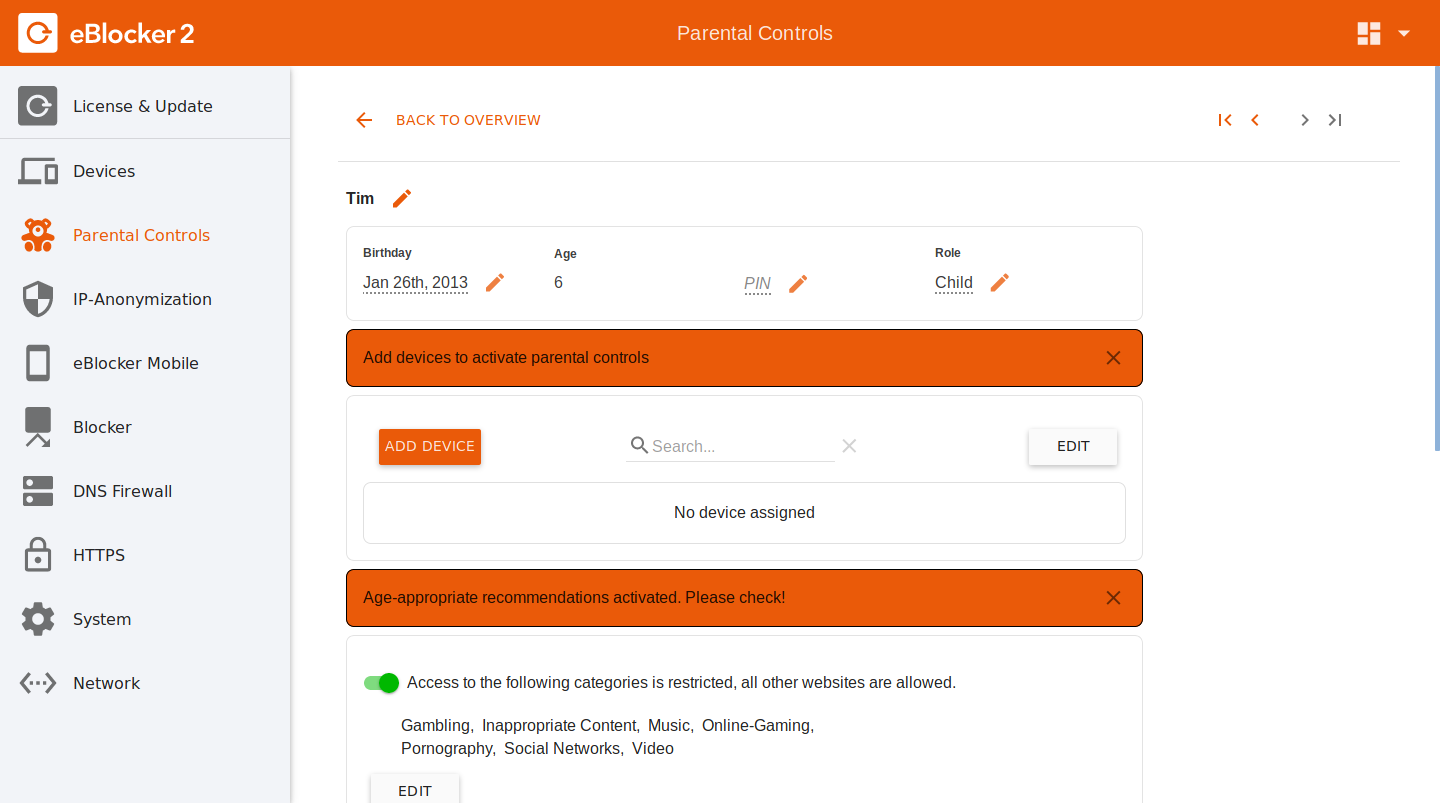 eBlocker 2
Parental Controls
License & Update
Devices
Parental Controls
IP-Anonymization
eBlocker Mobile
Blocker
DNS Firewall
HTTPS
System
Network
BACK TO OVERVIEW
Tim
Birthday Age Role
Jan 26th, 2013 6 PIN Child
Add devices to activate parental controls
ADD DEVICE Search... EDIT
No device assigned
Age-appropriate recommendations activated. Please check!
Access to the following categories is restricted, all other websites are allowed.
Gambling, Inappropriate Content, Music, Online-Gaming,
Pornography, Social Networks, Video
EDIT